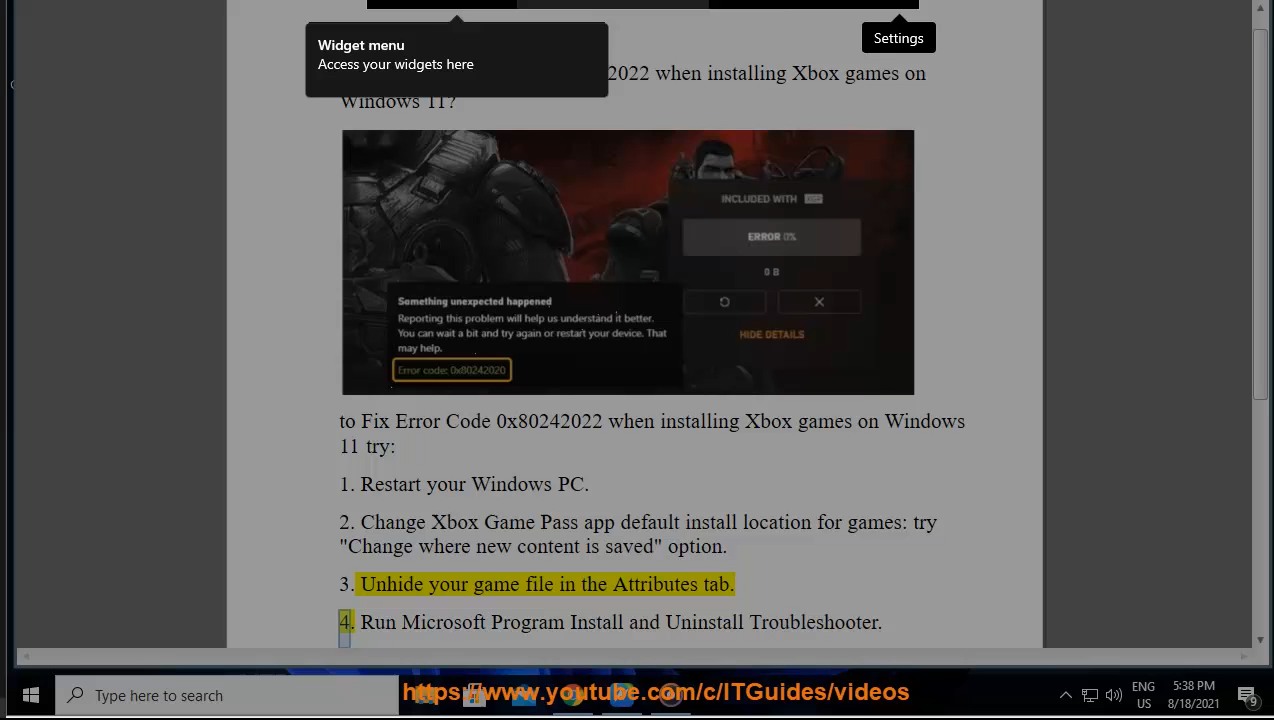 Widget menu
Access your widgets here
Settings
2022 when installing Xbox games on
Windows 11?
INCLUDED WITH
ERROR 0%
0 B
HIDE DETAILS
Something unexpected happened
Reporting this problem will help us understand it better.
You can wait a bit and try again or restart your device. That
may help.
Error code: 0x80242020
to Fix Error Code 0x80242022 when installing Xbox games on Windows
11 try:
1. Restart your Windows PC.
2. Change Xbox Game Pass app default install location for games: try
"Change where new content is saved" option.
3. Unhide your game file in the Attributes tab.
4. Run Microsoft Program Install and Uninstall Troubleshooter.
Type here to search
https://www.youtube.com/c/ITGuides/videos
ENG
US
5:38 PM
8/18/2021
9